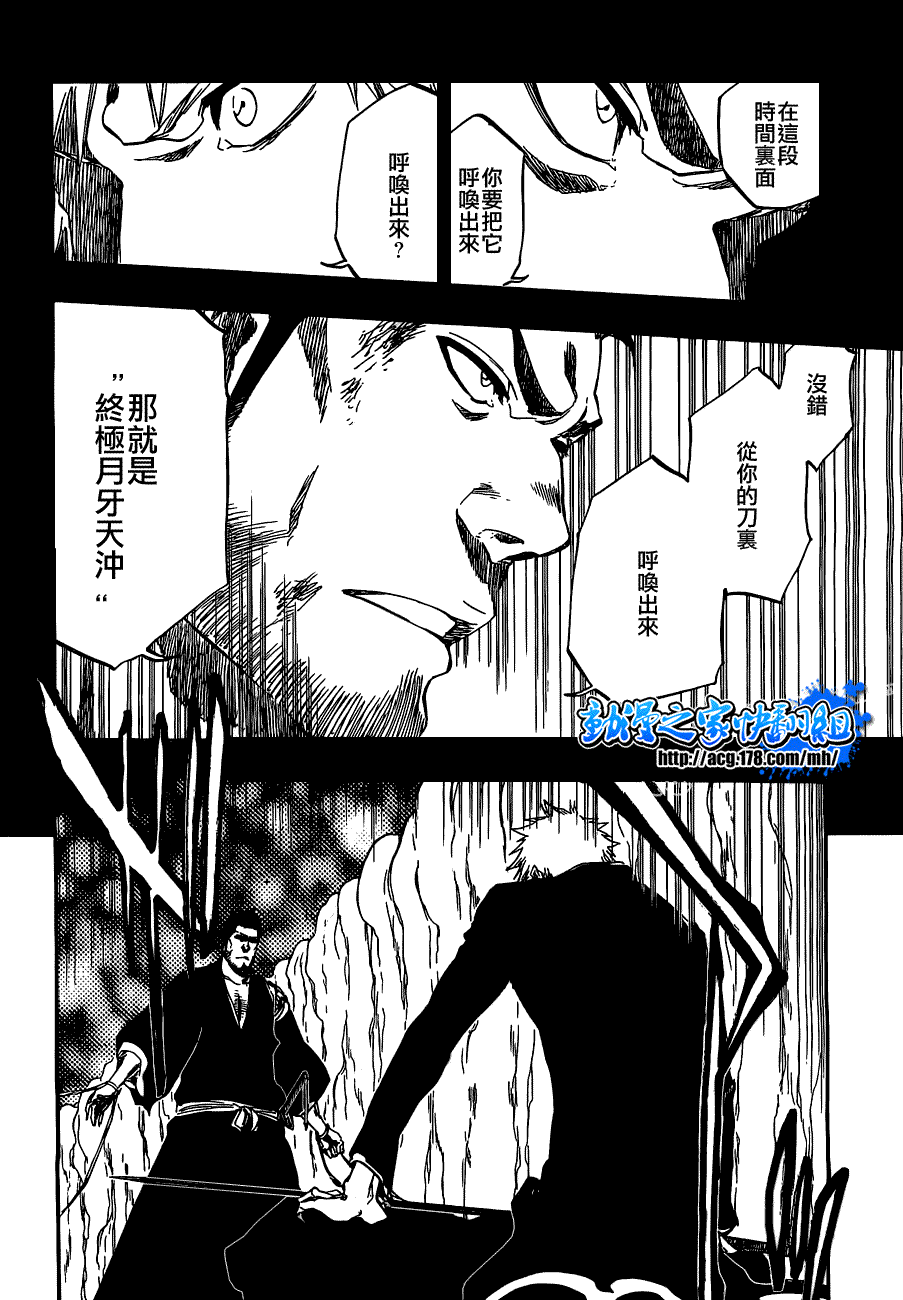 在這段
時間裏面
你要把它
呼喚出來
呼喚出來?
沒錯
從你的刀裏
呼喚出來
那就是
”終極月牙天沖“
動漫之家快翻組
http://acg.178.com/mh/